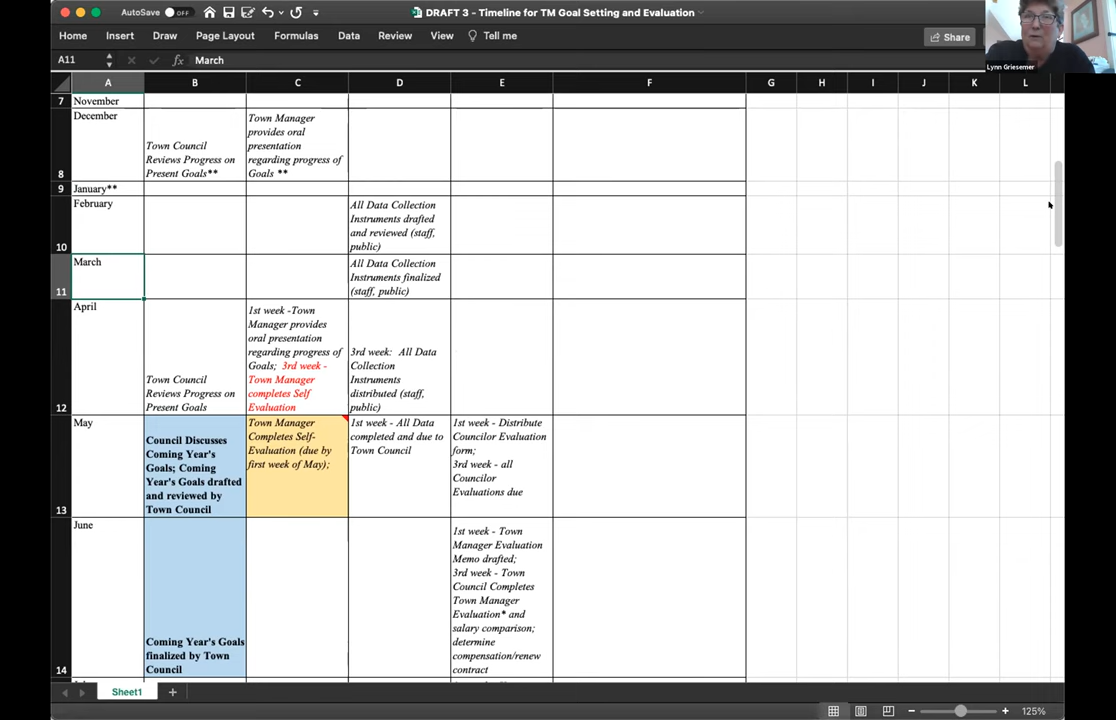 AutoSave OFF
DRAFT 3 - Timeline for TM Goal Setting and Evaluation
Home Insert Draw Page Layout Formulas Data Review View Tell me
Share
Lynn Griesemer
A11 fx March
A B C D E F G H I J K L
7 November
8 December
Town Council
Reviews Progress on
Present Goals**
Town Manager
provides oral
presentation
regarding progress of
Goals **
9 January**
10 February
All Data Collection
Instruments drafted
and reviewed (staff,
public)
11 March
All Data Collection
Instruments finalized
(staff, public)
12 April
Town Council
Reviews Progress on
Present Goals
1st week -Town
Manager provides
oral presentation
regarding progress of
Goals; 3rd week -
Town Manager
completes Self
Evaluation
3rd week: All Data
Collection
Instruments
distributed (staff,
public)
13 May
Council Discusses
Coming Year's
Goals; Coming
Year's Goals drafted
and reviewed by
Town Council
Town Manager
Completes Self-
Evaluation (due by
first week of May);
1st week - All Data
completed and due to
Town Council
1st week - Distribute
Councilor Evaluation
form;
3rd week - all
Councilor
Evaluations due
14 June
Coming Year's Goals
finalized by Town
Council
1st week - Town
Manager Evaluation
Memo drafted;
3rd week - Town
Council Completes
Town Manager
Evaluation* and
salary comparison;
determine
compensation/renew
contract
Sheet1
125%